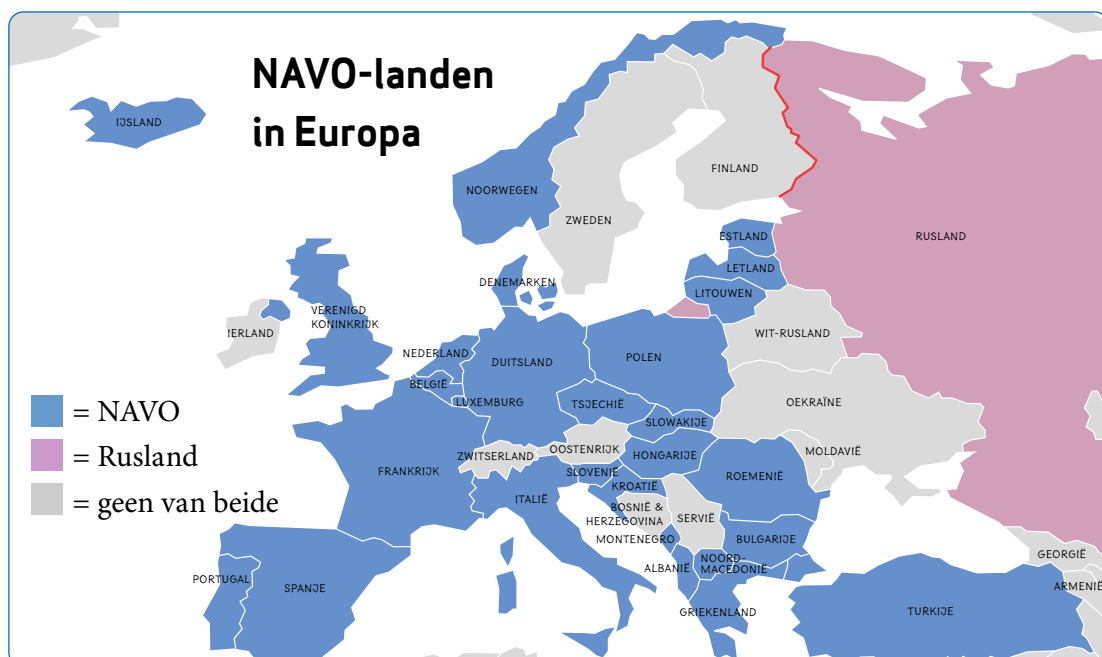 NAVO-landen
in Europa
IJSLAND
NOORWEGEN
ZWEDEN
FINLAND
RUSLAND
ESTLAND
LETLAND
LITOUWEN
DENEMARKEN
WIT-RUSLAND
IERLAND
VERENIGD
KONINKRIJK
NEDERLAND
DUITSLAND
POLEN
BELGIË
LUXEMBURG
TSJECHIË
OEKRAÏNE
SLOWAKIJE
= NAVO
= Rusland
= geen van beide
FRANKRIJK
ZWITSERLAND
OOSTENRIJK
HONGARIJE
MOLDAVIË
SLOVENIË
ROEMENIË
KROATIË
ITALIË
BOSNIË &
HERZEGOVINA
SERVIË
MONTENEGRO
BULGARIJE
GEORGIË
ALBANIË
NOORD-
MACEDONIË
PORTUGAL
SPANJE
ARMENIË
GRIEKENLAND
TURKIJE